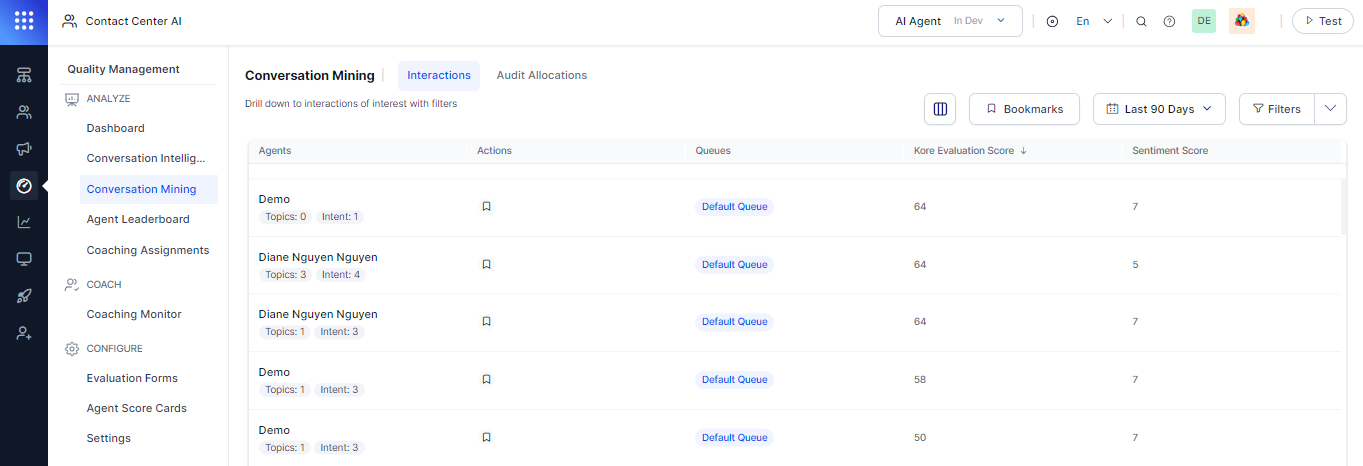 Contact Center AI
AI Agent In Dev
En
DE
Test
Quality Management
ANALYZE
Dashboard
Conversation Intellig...
Conversation Mining
Agent Leaderboard
Coaching Assignments
COACH
Coaching Monitor
CONFIGURE
Evaluation Forms
Agent Score Cards
Settings
Conversation Mining Interactions Audit Allocations
Drill down to interactions of interest with filters
Bookmarks Last 90 Days Filters
Agents Actions Queues Kore Evaluation Score ↓ Sentiment Score
Demo
Topics: 0 Intent: 1
Default Queue 64 7
Diane Nguyen Nguyen
Topics: 3 Intent: 4
Default Queue 64 5
Diane Nguyen Nguyen
Topics: 1 Intent: 3
Default Queue 64 7
Demo
Topics: 1 Intent: 3
Default Queue 58 7
Demo
Topics: 1 Intent: 3
Default Queue 50 7